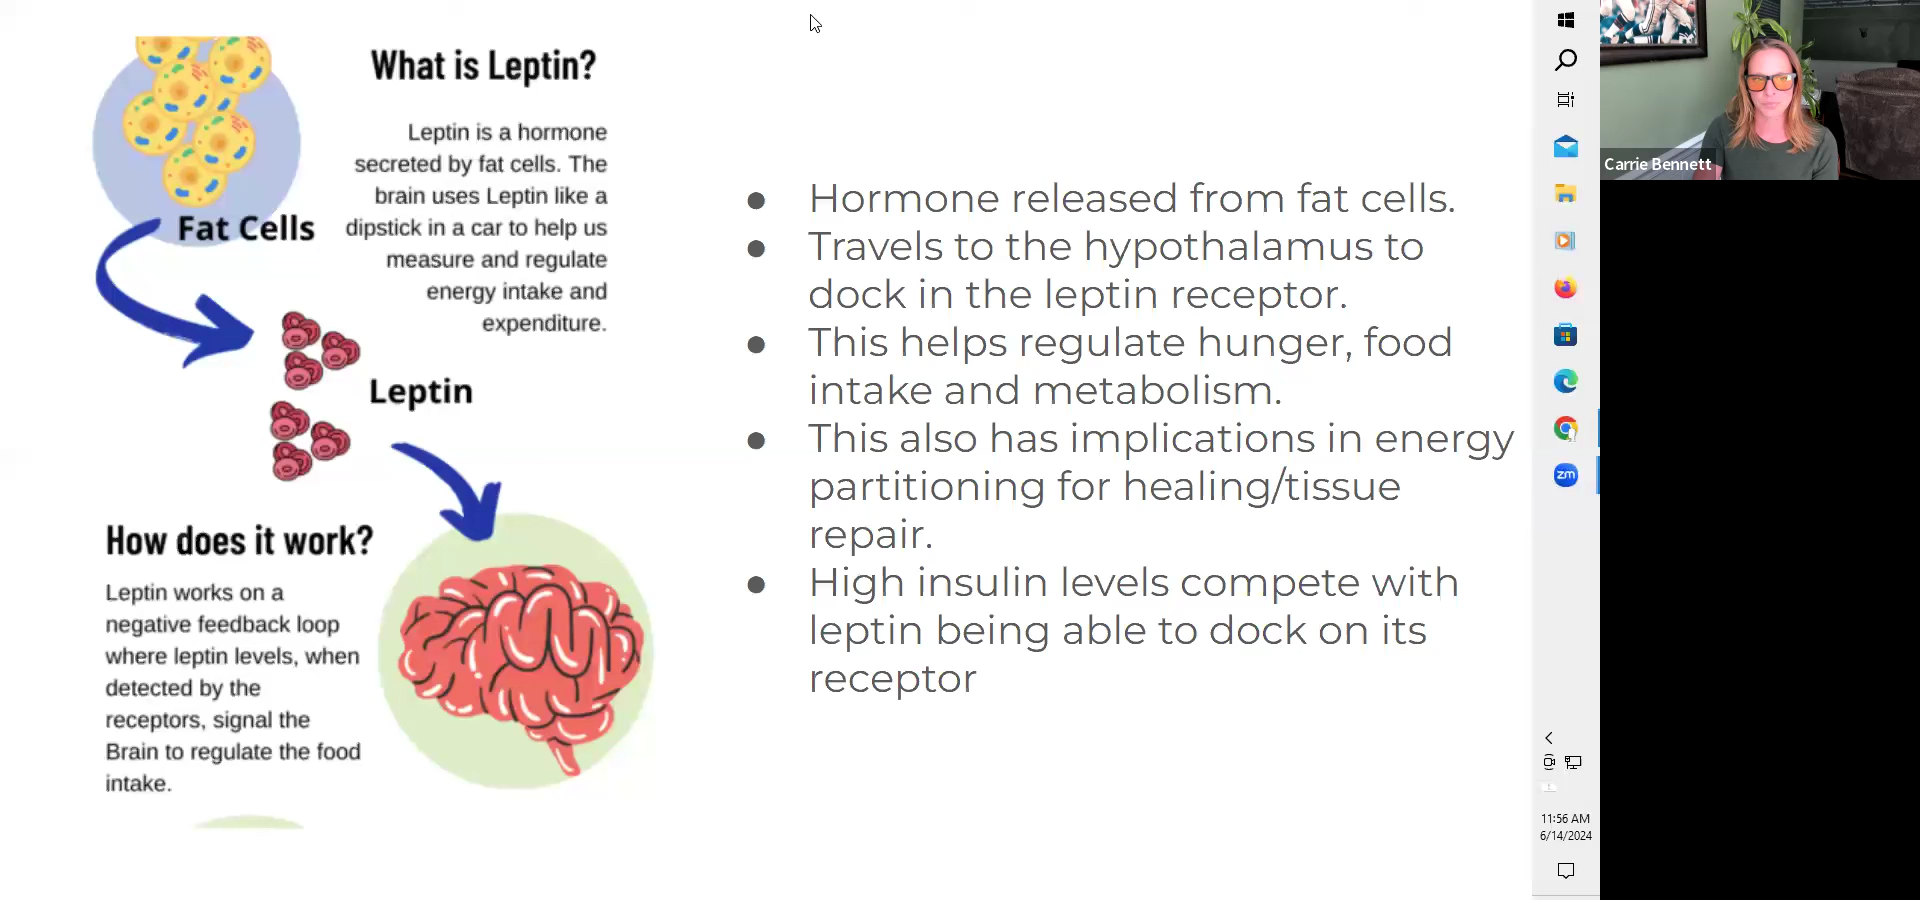 What is Leptin?
Leptin is a hormone
secreted by fat cells. The
brain uses Leptin like a
dipstick in a car to help us
measure and regulate
energy intake and
expenditure.
Fat Cells
Leptin
How does it work?
Leptin works on a
negative feedback loop
where leptin levels, when
detected by the
receptors, signal the
Brain to regulate the food
intake.
● Hormone released from fat cells.
● Travels to the hypothalamus to
dock in the leptin receptor.
● This helps regulate hunger, food
intake and metabolism.
● This also has implications in energy
partitioning for healing/tissue
repair.
● High insulin levels compete with
leptin being able to dock on its
receptor
zm
11:56 AM
6/14/2024
Carrie Bennett